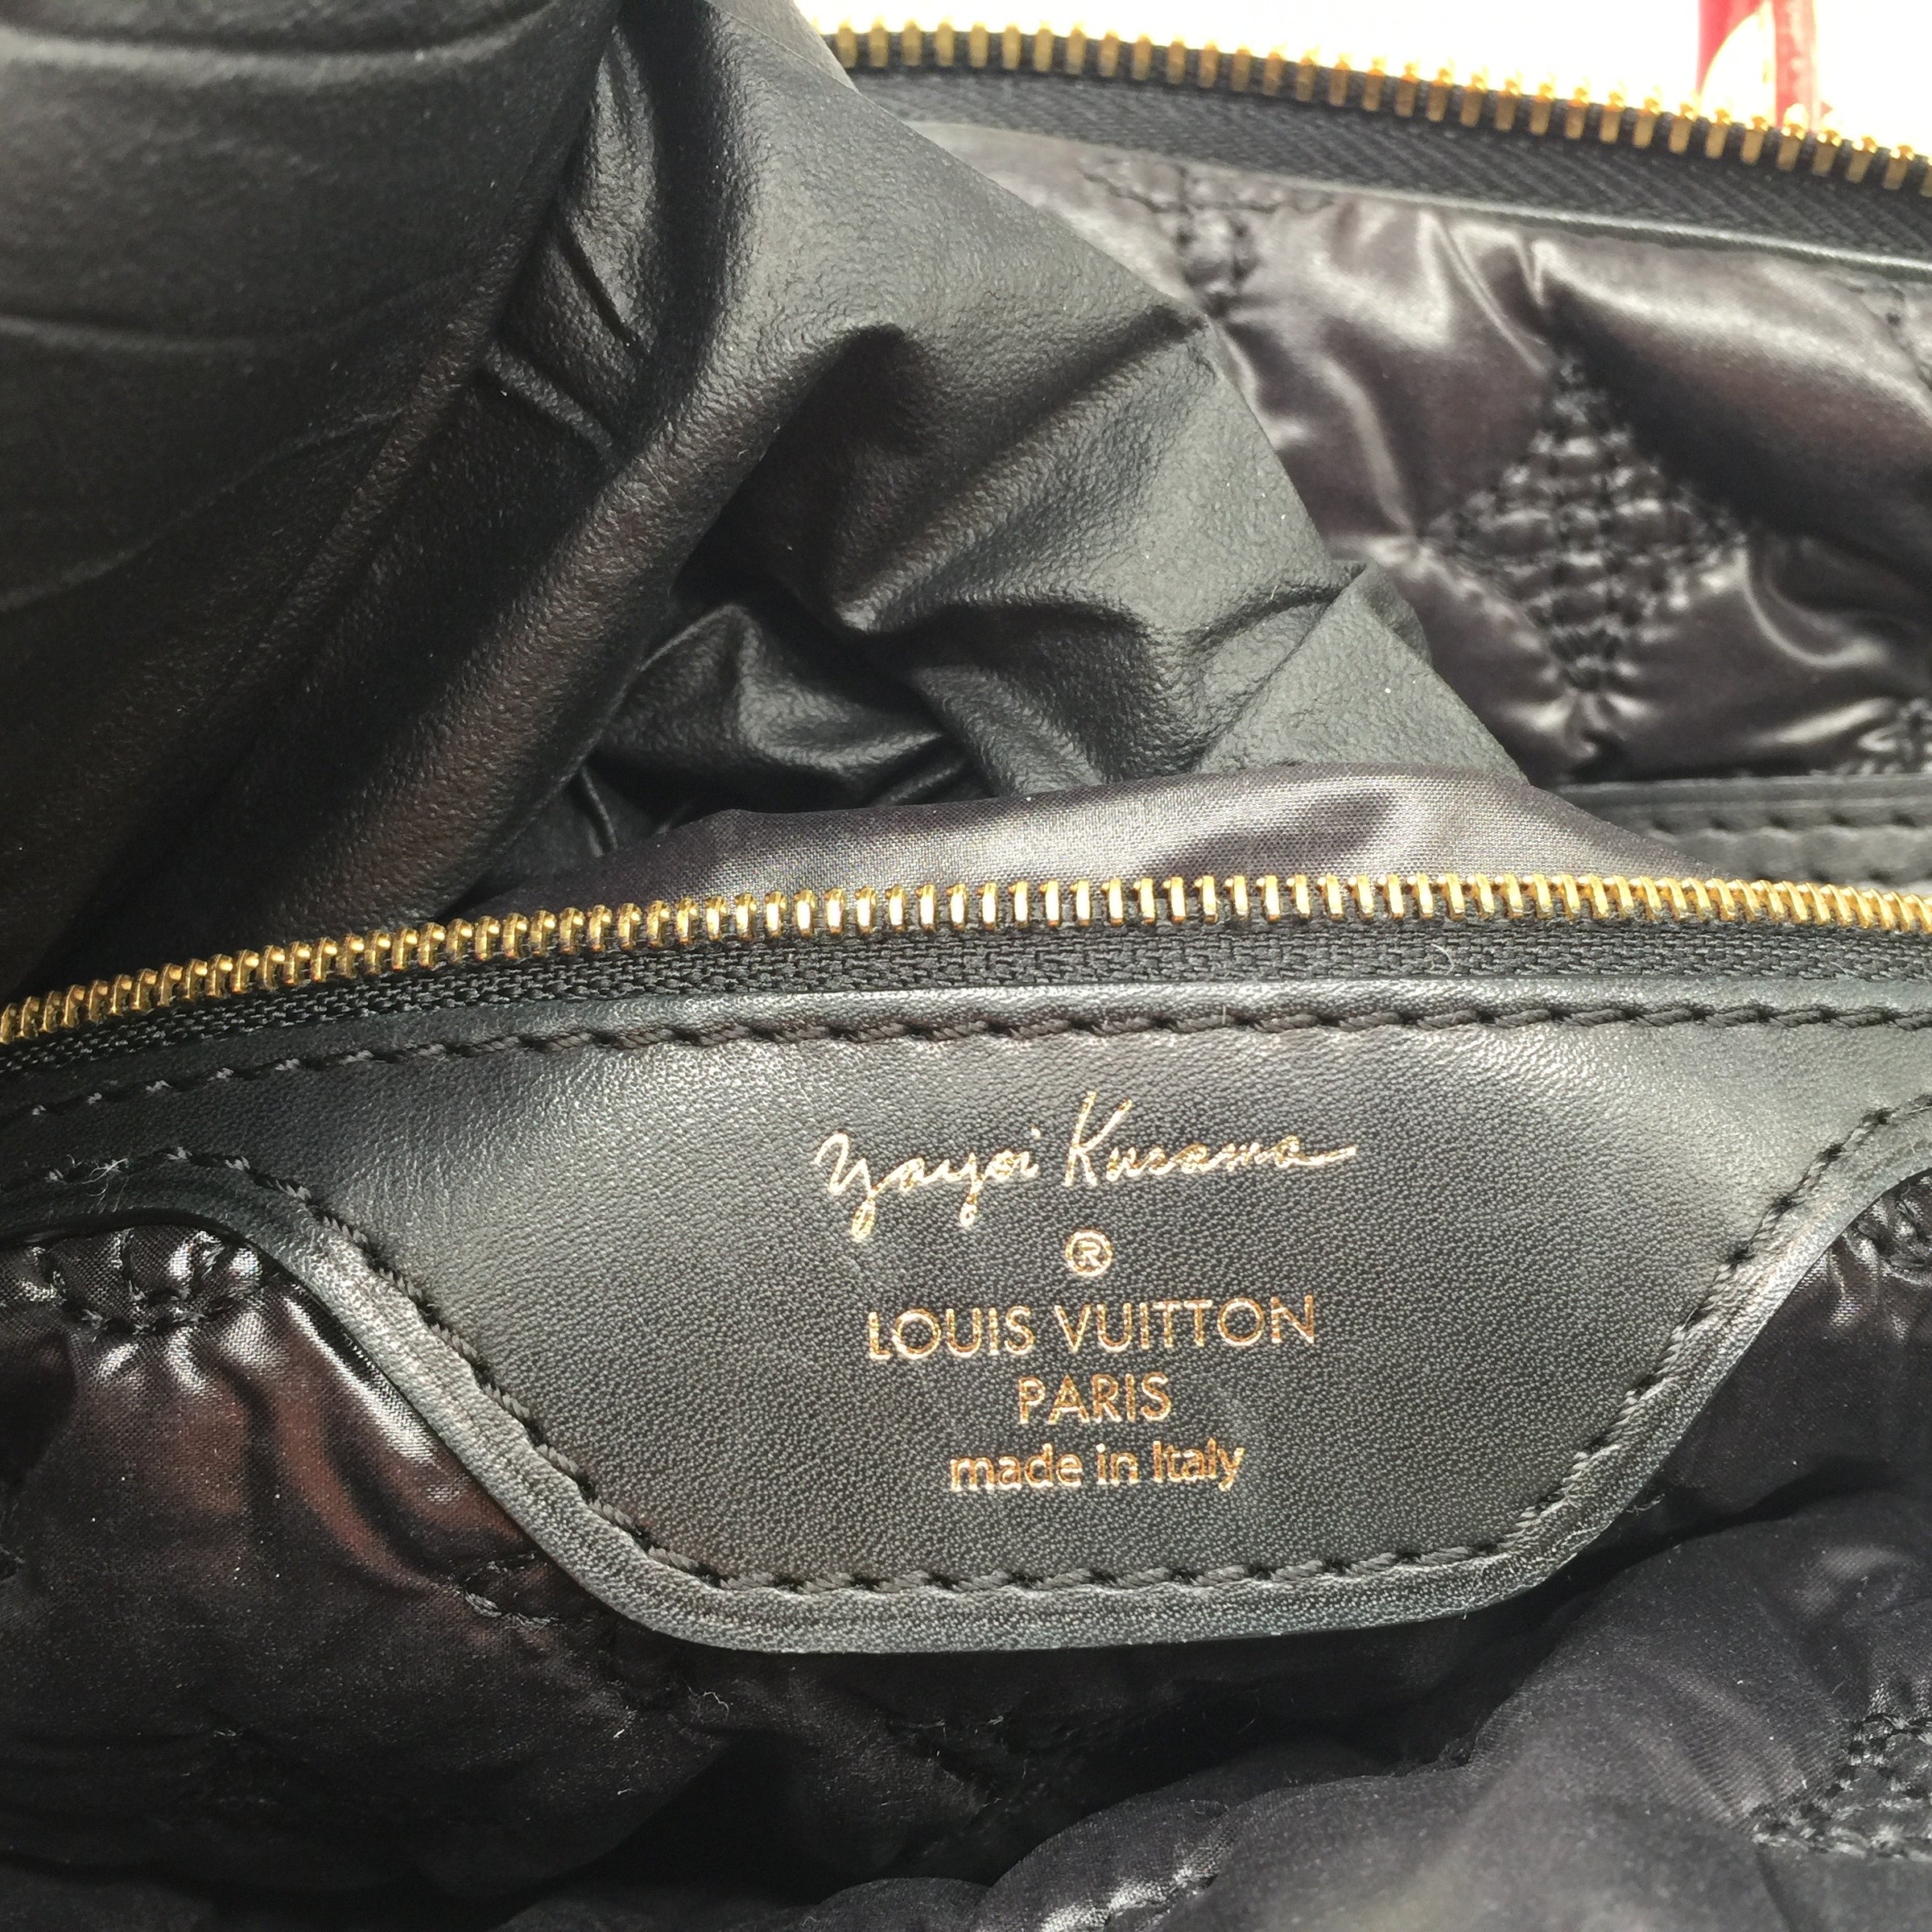 Yayoi Kusama
®
LOUIS VUITTON
PARIS
made in Italy